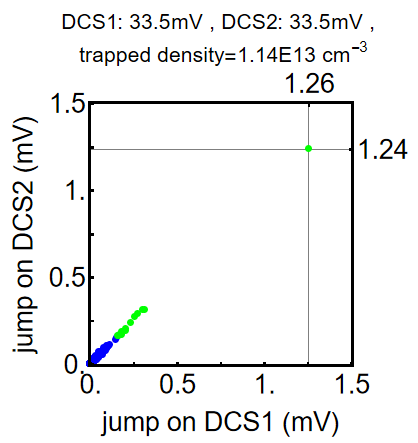 DCS1: 33.5mV , DCS2: 33.5mV ,
trapped density=1.14E13 cm⁻³
1.26
1.5
1.24
1.
0.5
0.
0. 0.5 1. 1.5
jump on DCS2 (mV)
jump on DCS1 (mV)